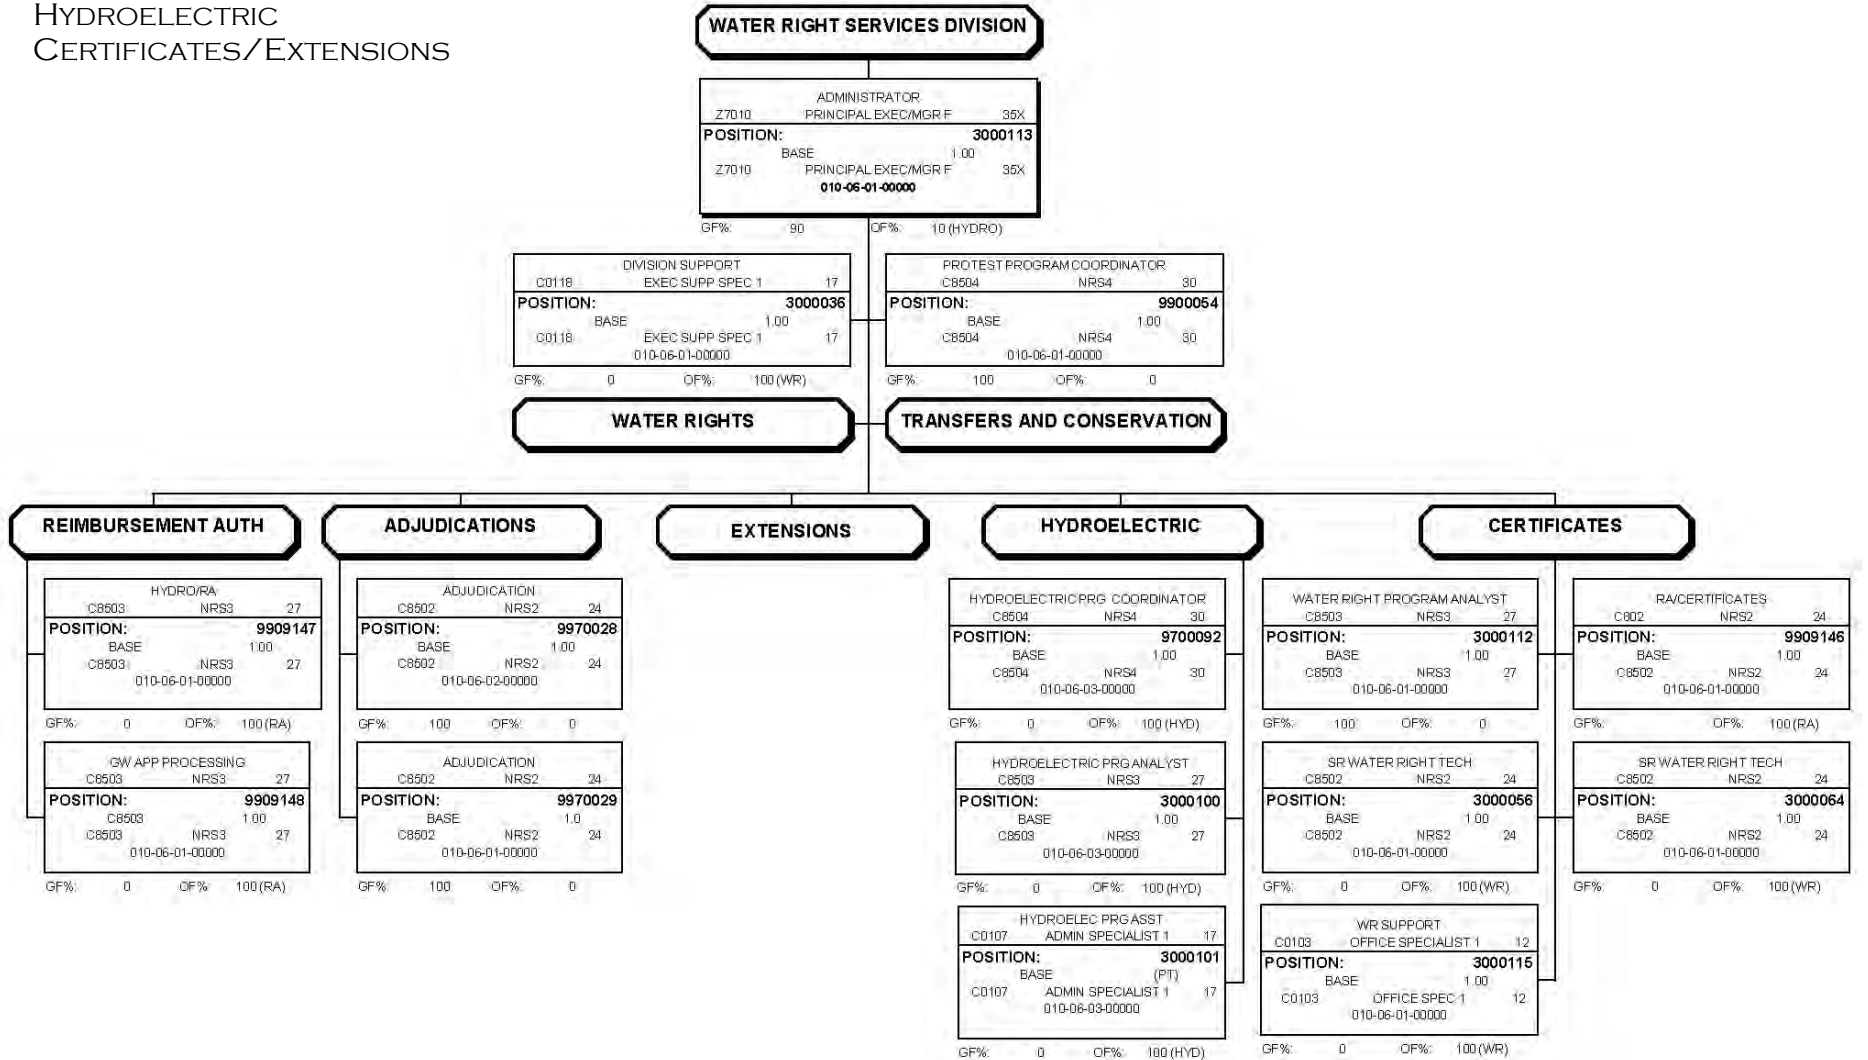 HYDROELECTRIC
CERTIFICATES/EXTENSIONS
WATER RIGHT SERVICES DIVISION
ADMINISTRATOR
Z7010 PRINCIPAL EXEC/MGR F 35X
POSITION: 3000113
BASE 1.00
Z7010 PRINCIPAL EXEC/MGR F 35X
010-06-01-00000
GF%: 90 OF%: 10 (HYDRO)
DIVISION SUPPORT
C0118 EXEC SUPP SPEC 1 17
POSITION: 3000036
BASE 1.00
C0118 EXEC SUPP SPEC 1 17
010-06-01-00000
GF%: 0 OF%: 100 (WR)
PROTEST PROGRAM COORDINATOR
C8504 NRS4 30
POSITION: 9900054
BASE 1.00
C8504 NRS4 30
010-06-01-00000
GF%: 100 OF%: 0
WATER RIGHTS
TRANSFERS AND CONSERVATION
REIMBURSEMENT AUTH
HYDRO/RA
C8503 NRS3 27
POSITION: 9909147
BASE 1.00
C8503 NRS3 27
010-06-01-00000
GF%: 0 OF%: 100 (RA)
GW APP PROCESSING
C8503 NRS3 27
POSITION: 9909148
C8503 1.00
C8503 NRS3 27
010-06-01-00000
GF%: 0 OF%: 100 (RA)
ADJUDICATIONS
ADJUDICATION
C8502 NRS2 24
POSITION: 9970028
BASE 1.00
C8502 NRS2 24
010-06-02-00000
GF%: 100 OF%: 0
ADJUDICATION
C8502 NRS2 24
POSITION: 9970029
BASE 1.0
C8502 NRS2 24
010-06-01-00000
GF%: 100 OF%: 0
EXTENSIONS
HYDROELECTRIC
HYDROELECTRIC PRG COORDINATOR
C8504 NRS4 30
POSITION: 9700092
BASE 1.00
C8504 NRS4 30
010-06-03-00000
GF%: 0 OF%: 100 (HYD)
HYDROELECTRIC PRG ANALYST
C8503 NRS3 27
POSITION: 3000100
BASE 1.00
C8503 NRS3 27
010-06-03-00000
GF%: 0 OF%: 100 (HYD)
HYDROELEC PRG ASST
C0107 ADMIN SPECIALIST 1 17
POSITION: 3000101
BASE (PT)
C0107 ADMIN SPECIALIST 1 17
010-06-03-00000
GF%: 0 OF%: 100 (HYD)
CERTIFICATES
WATER RIGHT PROGRAM ANALYST
C8503 NRS3 27
POSITION: 3000112
BASE 1.00
C8503 NRS3 27
010-06-01-00000
GF%: 100 OF%: 0
SR WATER RIGHT TECH
C8502 NRS2 24
POSITION: 3000056
BASE 1.00
C8502 NRS2 24
010-06-01-00000
GF%: 0 OF%: 100 (WR)
WR SUPPORT
C0103 OFFICE SPECIALIST 1 12
POSITION: 3000115
BASE 1.00
C0103 OFFICE SPEC 1 12
010-06-01-00000
GF%: 0 OF%: 100 (WR)
RA/CERTIFICATES
C802 NRS2 24
POSITION: 9909146
BASE 1.00
C8502 NRS2 24
010-06-01-00000
GF%: OF%: 100 (RA)
SR WATER RIGHT TECH
C8502 NRS2 24
POSITION: 3000064
BASE 1.00
C8502 NRS2 24
010-06-01-00000
GF%: 0 OF%: 100 (WR)